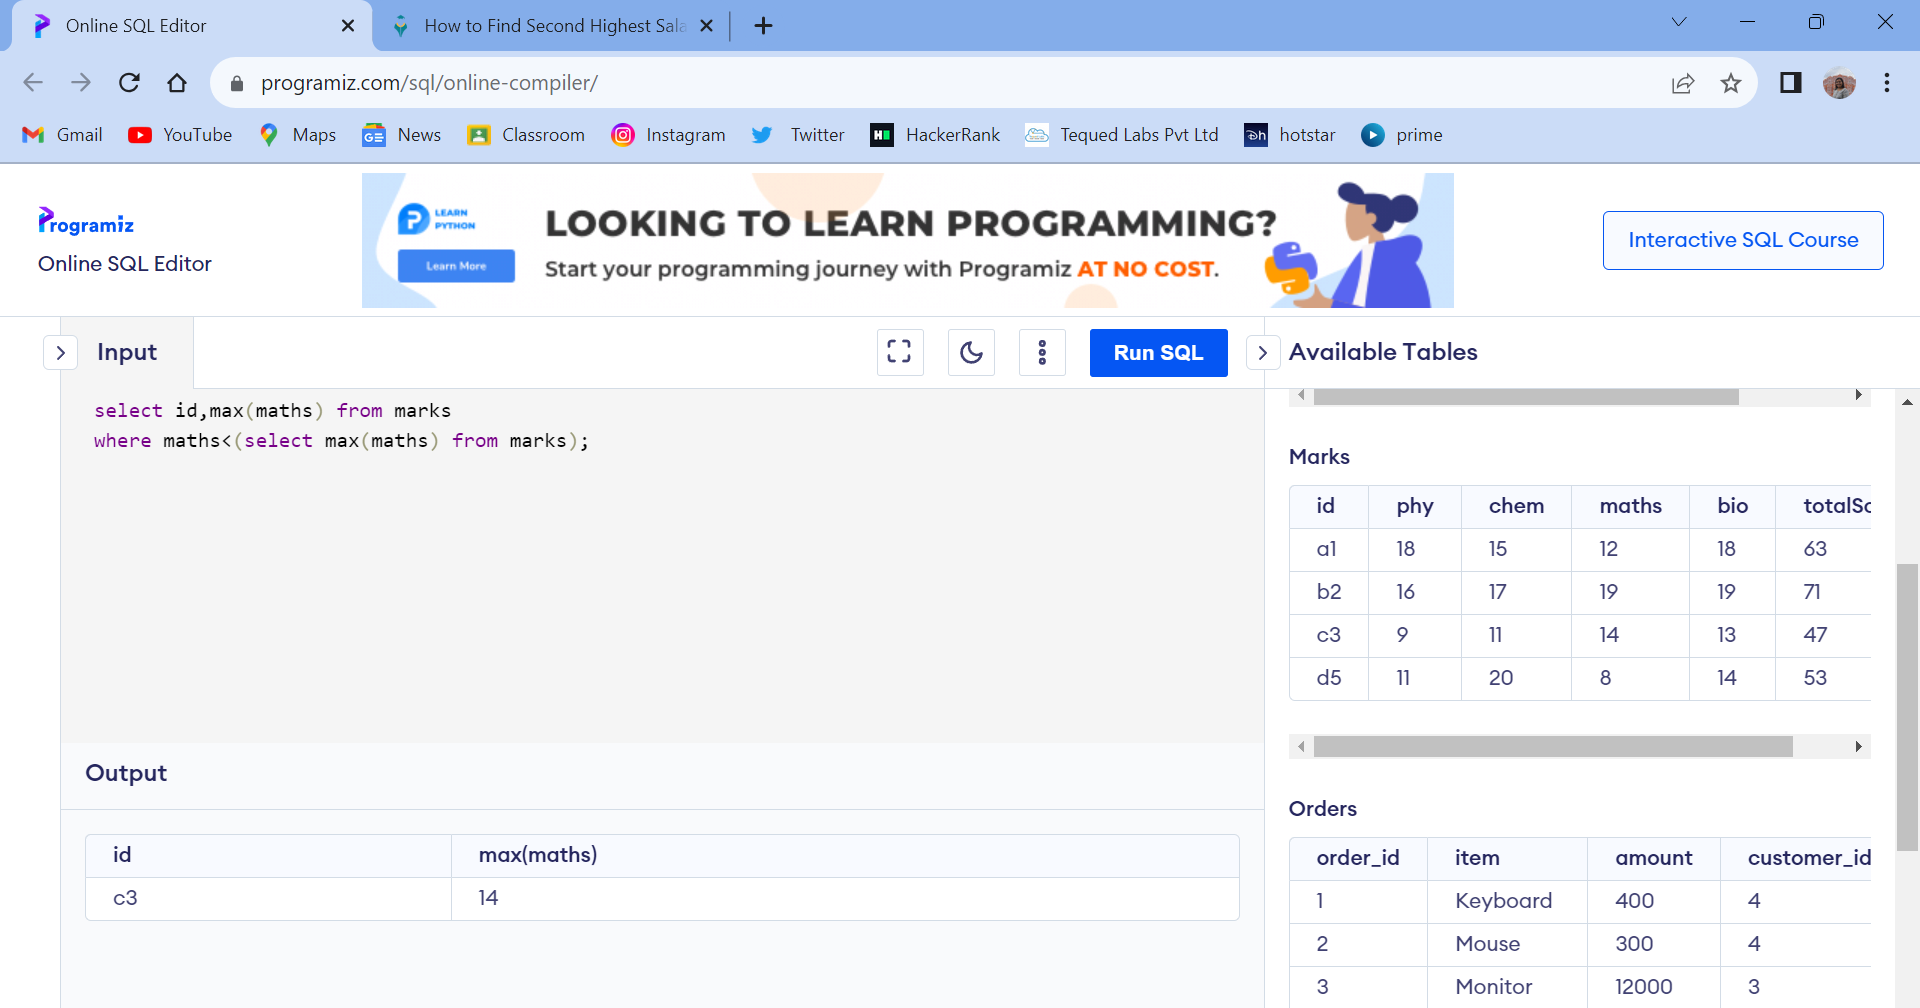 Online SQL Editor
How to Find Second Highest Sala
programiz.com/sql/online-compiler/
Gmail YouTube Maps News Classroom Instagram Twitter HackerRank Tequed Labs Pvt Ltd hotstar prime
Programiz
Online SQL Editor
LEARN
PYTHON
Learn More
LOOKING TO LEARN PROGRAMMING?
Start your programming journey with Programiz AT NO COST.
Interactive SQL Course
Input
Run SQL
select id,max(maths) from marks
where maths<(select max(maths) from marks);
Output
id max(maths)
c3 14
Available Tables
Marks
id phy chem maths bio totalSc
a1 18 15 12 18 63
b2 16 17 19 19 71
c3 9 11 14 13 47
d5 11 20 8 14 53
Orders
order_id item amount customer_id
1 Keyboard 400 4
2 Mouse 300 4
3 Monitor 12000 3